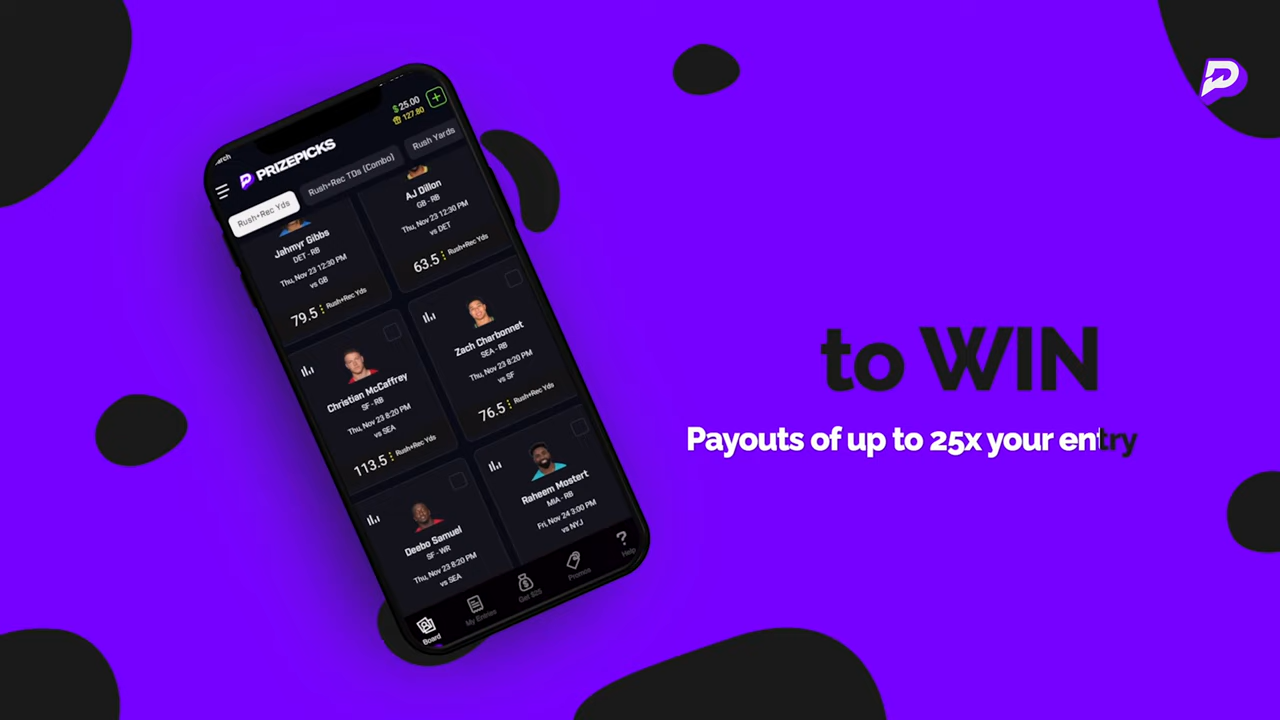 arch
PRIZEPICKS
$25.00
127.80
Rush+Rec Yds
Rush+Rec TDs (Combo)
Rush Yards
Jahmyr Gibbs
DET - RB
Thu, Nov 23 12:30 PM
vs GB
79.5 Rush+Rec Yds
AJ Dillon
GB - RB
Thu, Nov 23 12:30 PM
vs DET
63.5 Rush+Rec Yds
Christian McCaffrey
SF - RB
Thu, Nov 23 8:20 PM
vs SEA
113.5 Rush+Rec Yds
Zach Charbonnet
SEA - RB
Thu, Nov 23 8:20 PM
vs SF
76.5 Rush+Rec Yds
Deebo Samuel
SF - WR
Thu, Nov 23 8:20 PM
vs SEA
Raheem Mostert
MIA - RB
Fri, Nov 24 3:00 PM
vs NYJ
Board
My Entries
Get $25
Promos
Help
to WIN
Payouts of up to 25x your entry